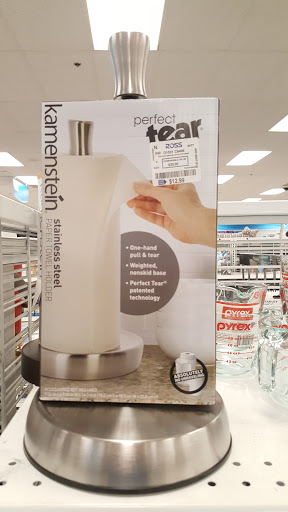 perfect
tear
kamenstein
stainless steel
PAPER TOWEL HOLDER
ROSS
$12.99
• One-hand
pull & tear
• Weighted,
nonskid base
• Perfect Tear®
patented
technology
ABSOLUTELY
pyrex
pyrex